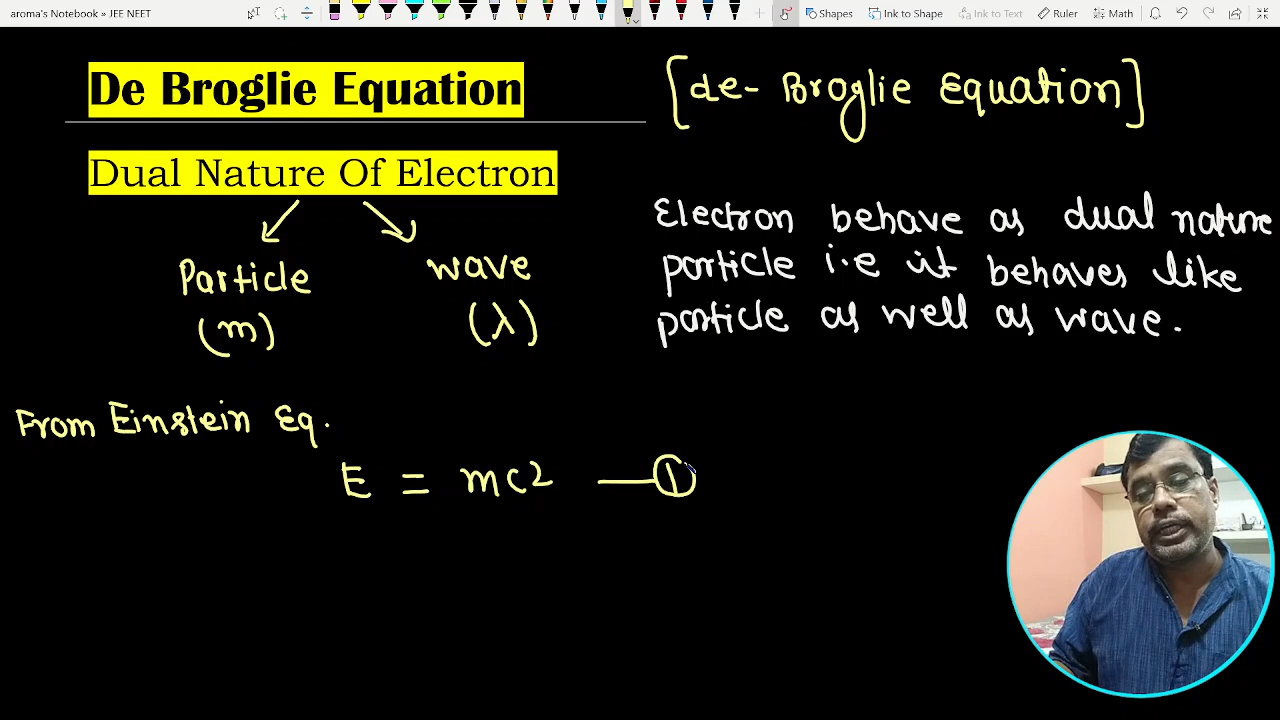 aroma's Notebook » JEE NEET
Shapes Ink to Shape Ink to Text Ruler Math
De Broglie Equation
[de- Broglie Equation]
Dual Nature Of Electron
Particle
(m)
wave
(λ)
Electron behave as dual nature
particle i.e it behaves like
particle as well as wave.
From Einstein Eq.
E = mc2 — ①